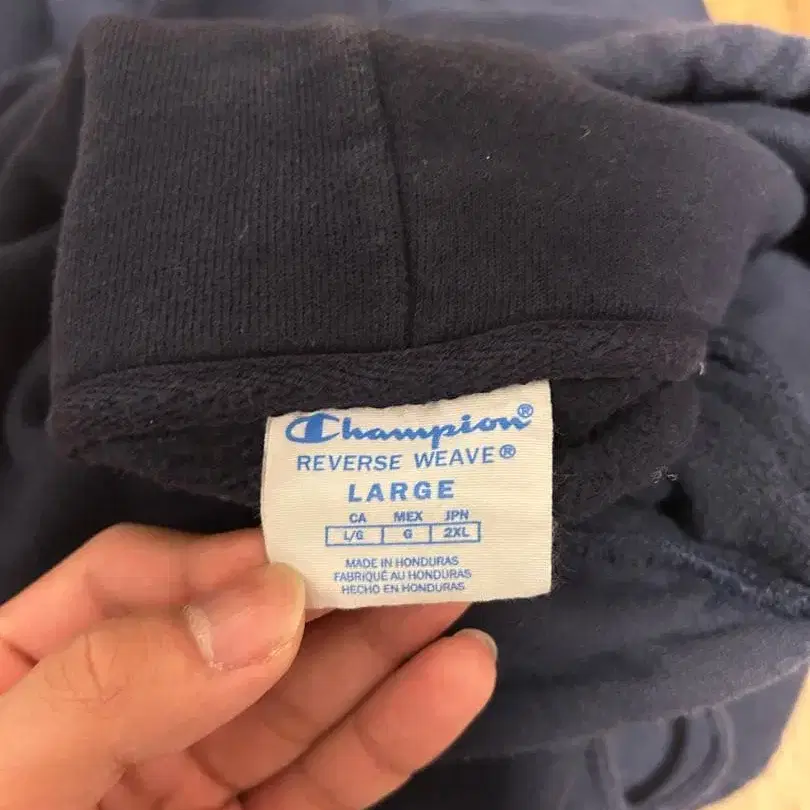 Champion®
REVERSE WEAVE®
LARGE
CA MEX JPN
L/G G 2XL
MADE IN HONDURAS
FABRIQUÉ AU HONDURAS
HECHO EN HONDURAS